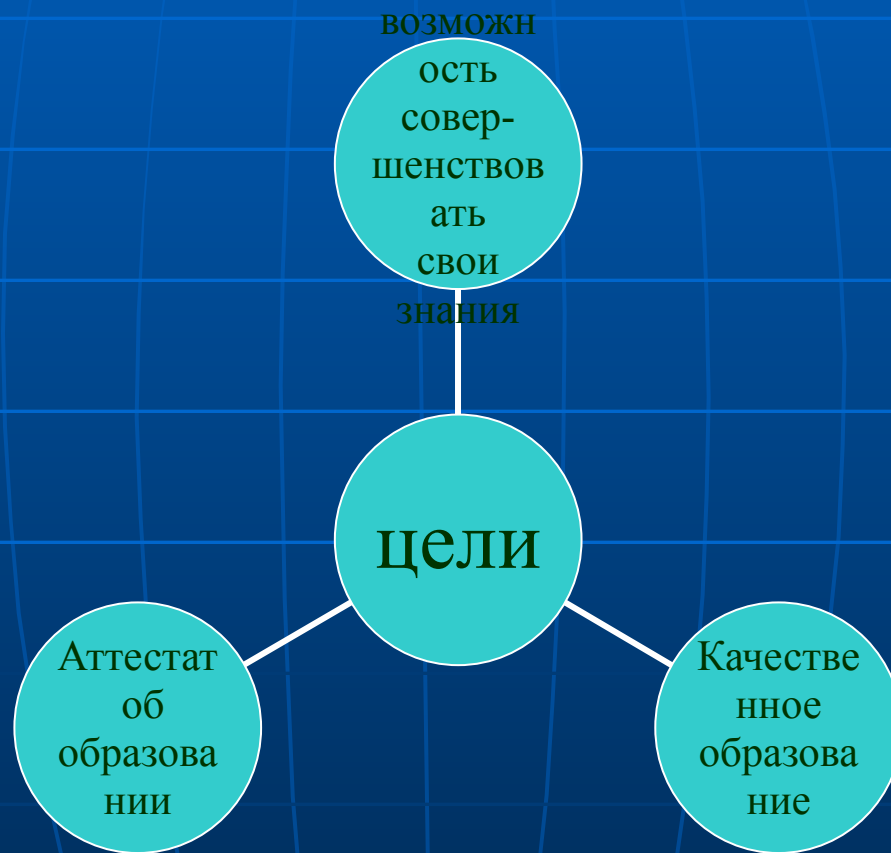 возможн
ость
совер-
шенствов
ать
свои
знания
цели
Аттестат
об
образова
нии
Качестве
нное
образова
ние